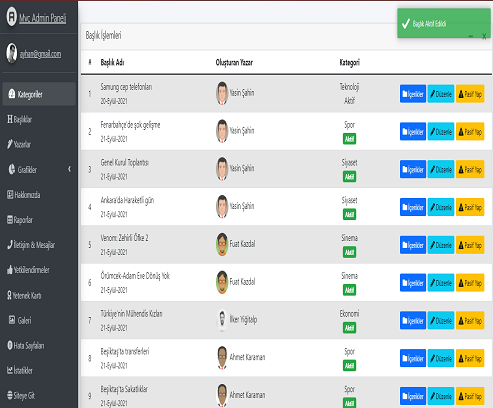 Mvc Admin Paneli
ayhan@gmail.com
Kategoriler
Başlıklar
Yazarlar
Grafikler
Hakkımızda
Raporlar
İletişim & Mesajlar
Yetkilendirmeler
Yetenek Kartı
Galeri
Hata Sayfaları
İstatikler
Siteye Git
Başlık Aktif Edildi
Başlık İşlemleri
# Başlık Adı Oluşturan Yazar Kategori
1 Samsung cep telefonları Yasin Şahin Teknoloji İçerikler Düzenle Pasif Yap
20-Eylül-2021 Aktif
2 Fenarbahçe'de şok gelişme Yasin Şahin Spor İçerikler Düzenle Pasif Yap
21-Eylül-2021 Aktif
3 Genel Kurul Toplantısı Yasin Şahin Siyaset İçerikler Düzenle Pasif Yap
21-Eylül-2021 Aktif
4 Ankara'da Haraketli gün Yasin Şahin Siyaset İçerikler Düzenle Pasif Yap
21-Eylül-2021 Aktif
5 Venom: Zehirli Öfke 2 Fuat Kazdal Sinema İçerikler Düzenle Pasif Yap
21-Eylül-2021 Aktif
6 Örümcek-Adam Eve Dönüş Yok Fuat Kazdal Sinema İçerikler Düzenle Pasif Yap
21-Eylül-2021 Aktif
7 Türkiye'nin Mühendis Kızları İlker Yiğitalp Ekonomi İçerikler Düzenle Pasif Yap
21-Eylül-2021 Aktif
8 Beşiktaş'ta transferleri Ahmet Karaman Spor İçerikler Düzenle Pasif Yap
21-Eylül-2021 Aktif
9 Beşiktaş'ta Sakatlıklar Ahmet Karaman Spor İçerikler Düzenle Pasif Yap
21-Eylül-2021 Aktif